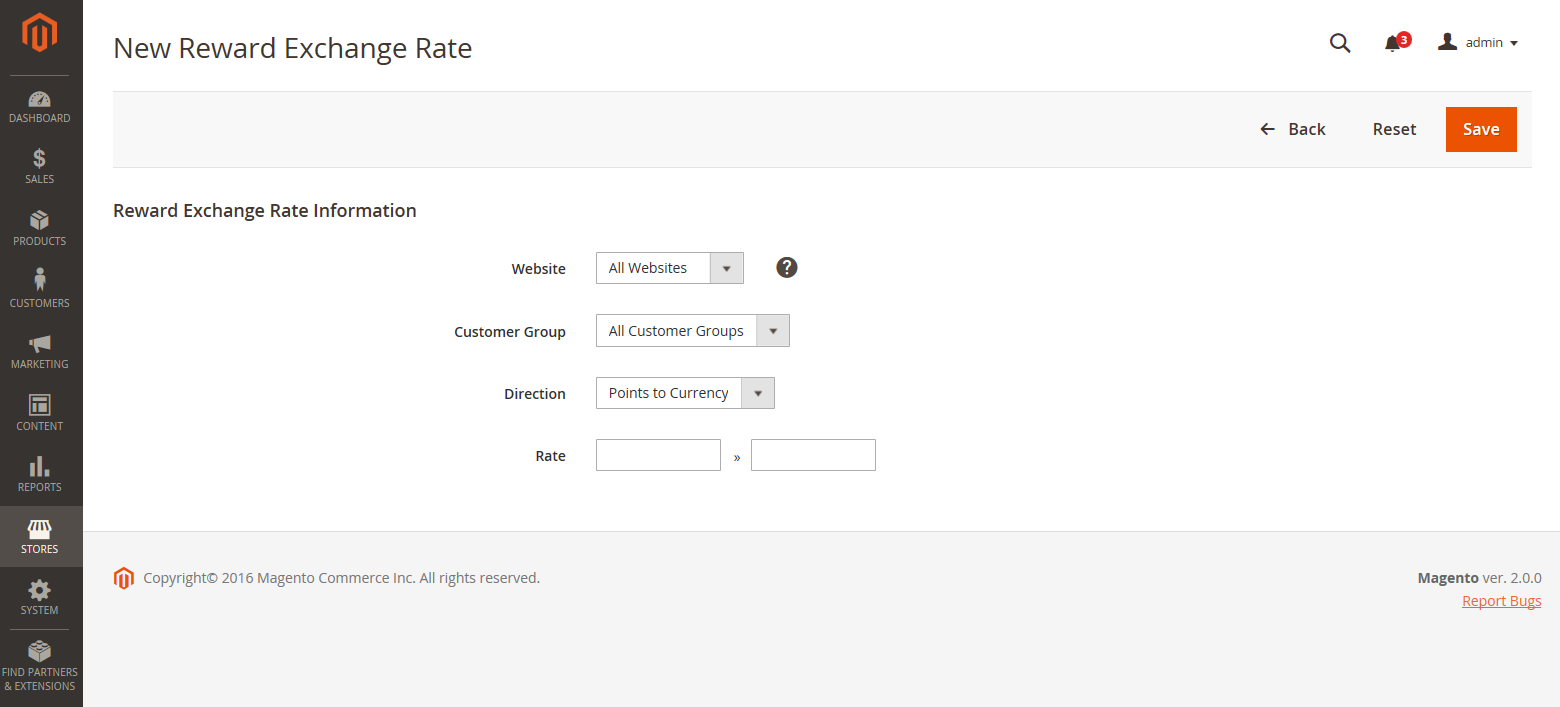 New Reward Exchange Rate
3
admin
DASHBOARD
SALES
PRODUCTS
CUSTOMERS
MARKETING
CONTENT
REPORTS
STORES
SYSTEM
FIND PARTNERS
& EXTENSIONS
← Back
Reset
Save
Reward Exchange Rate Information
Website
All Websites
?
Customer Group
All Customer Groups
Direction
Points to Currency
Rate
»
Copyright© 2016 Magento Commerce Inc. All rights reserved.
Magento ver. 2.0.0
Report Bugs